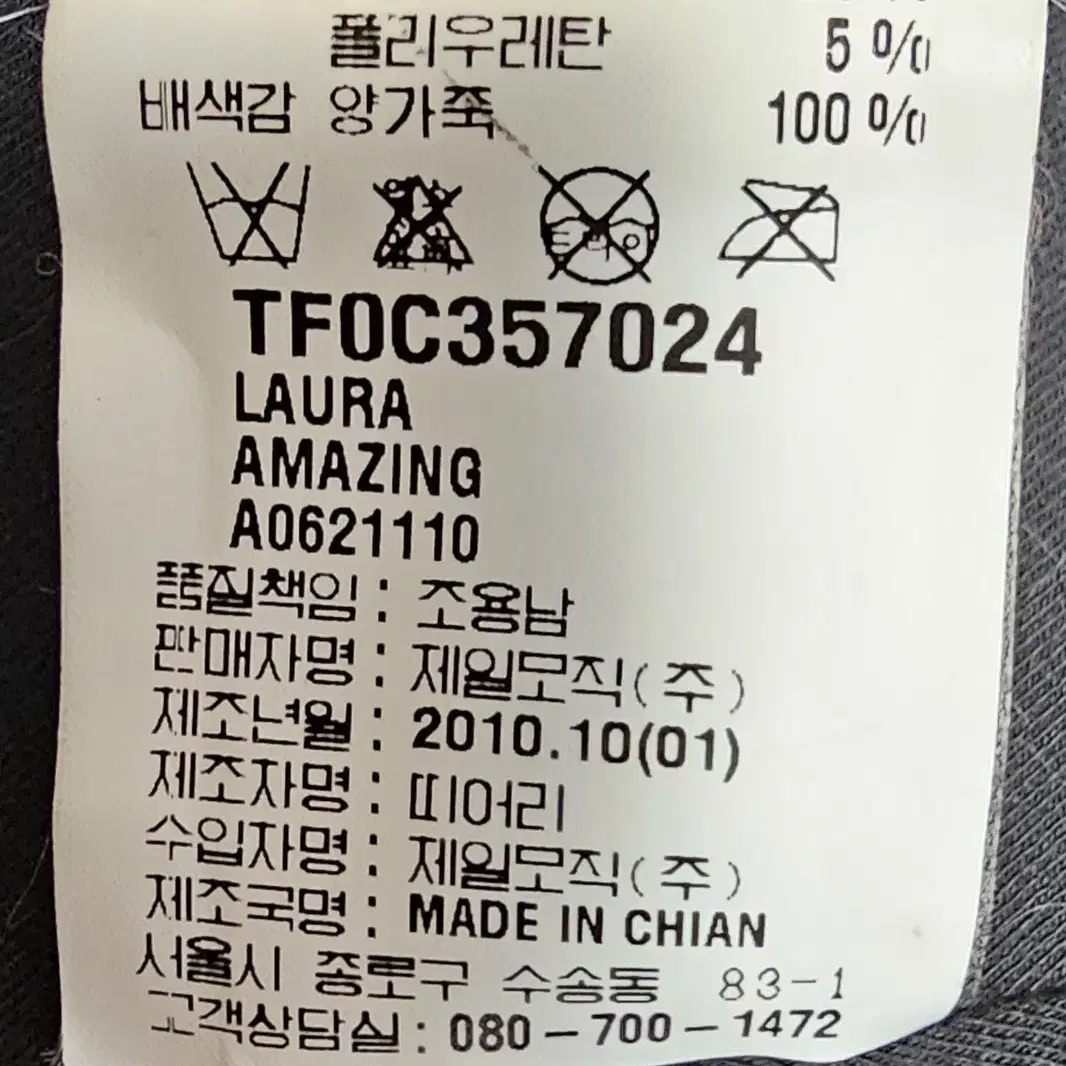 폴리우레탄 5 %
배색감 양가죽 100 %
TF0C357024
LAURA
AMAZING
A0621110
품질책임 : 조용남
판매자명 : 제일모직(주)
제조년월 : 2010.10(01)
제조자명 : 띠어리
수입자명 : 제일모직(주)
제조국명 : MADE IN CHIAN
서울시 종로구 수송동 83-1
고객상담실 : 080-700-1472